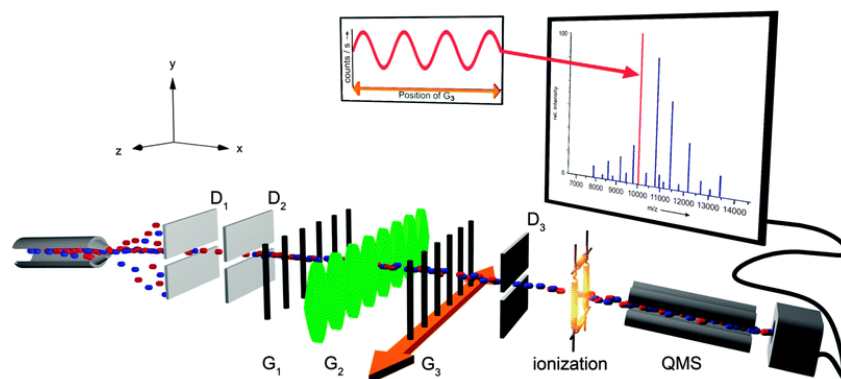 counts / s →
Position of G3
100
rel. intensity
0
7000 8000 9000 10000 11000 12000 13000 14000
m/z →
y
z
x
D1
D2
D3
G1
G2
G3
ionization
QMS